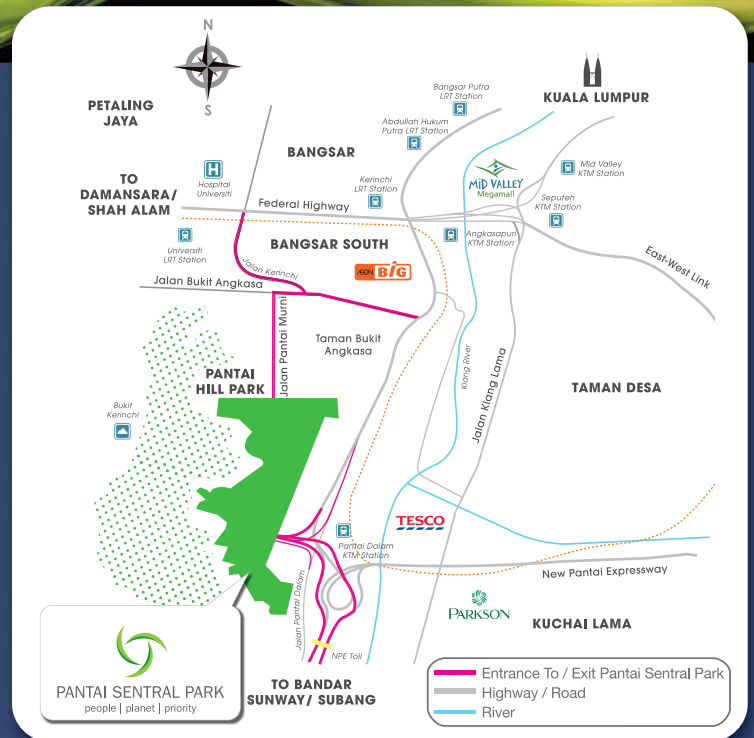 N
S
PETALING
JAYA
KUALA LUMPUR
Bangsar Putra
LRT Station
Abdullah Hukum
Putra LRT Station
BANGSAR
Kerinchi
LRT Station
MID VALLEY
Megamall
Mid Valley
KTM Station
Seputeh
KTM Station
H
Hospital
Universiti
TO
DAMANSARA/
SHAH ALAM
Federal Highway
Universiti
LRT Station
BANGSAR SOUTH
Angkasapuri
KTM Station
East-West Link
Jalan Kerinchi
AEON BiG
Jalan Bukit Angkasa
Jalan Pantai Murni
Taman Bukit
Angkasa
Klang River
Jalan Klang Lama
PANTAI
HILL PARK
TAMAN DESA
Bukit
Kerinchi
TESCO
Pantai Dalam
KTM Station
New Pantai Expressway
Jalan Pantai Dalam
PARKSON
KUCHAI LAMA
NPE Toll
TO BANDAR
SUNWAY/ SUBANG
PANTAI SENTRAL PARK
people | planet | priority
Entrance To / Exit Pantai Sentral Park
Highway / Road
River